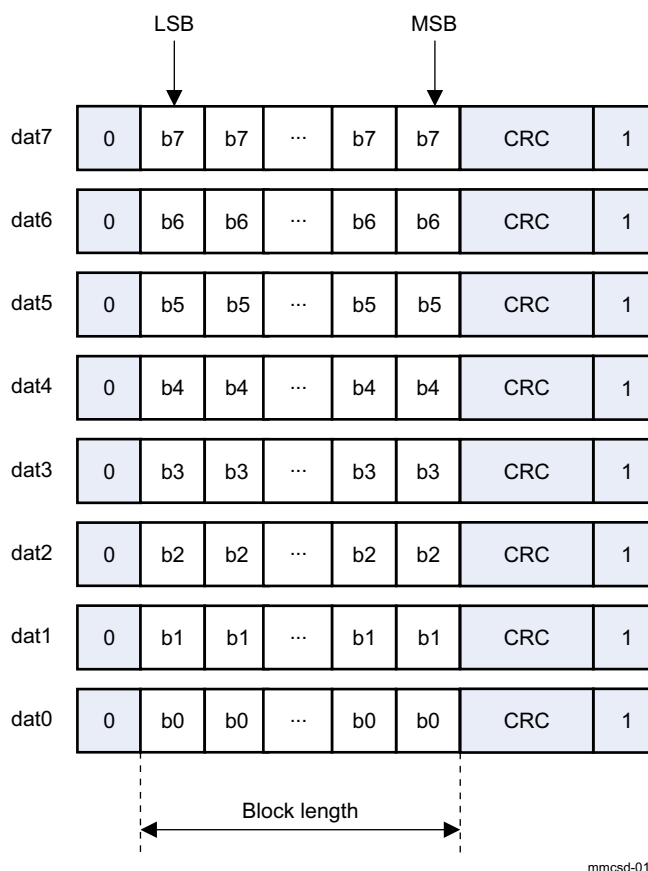 LSB MSB
dat7 0 b7 b7 ... b7 b7 CRC 1
dat6 0 b6 b6 ... b6 b6 CRC 1
dat5 0 b5 b5 ... b5 b5 CRC 1
dat4 0 b4 b4 ... b4 b4 CRC 1
dat3 0 b3 b3 ... b3 b3 CRC 1
dat2 0 b2 b2 ... b2 b2 CRC 1
dat1 0 b1 b1 ... b1 b1 CRC 1
dat0 0 b0 b0 ... b0 b0 CRC 1
Block length
mmcsd-01